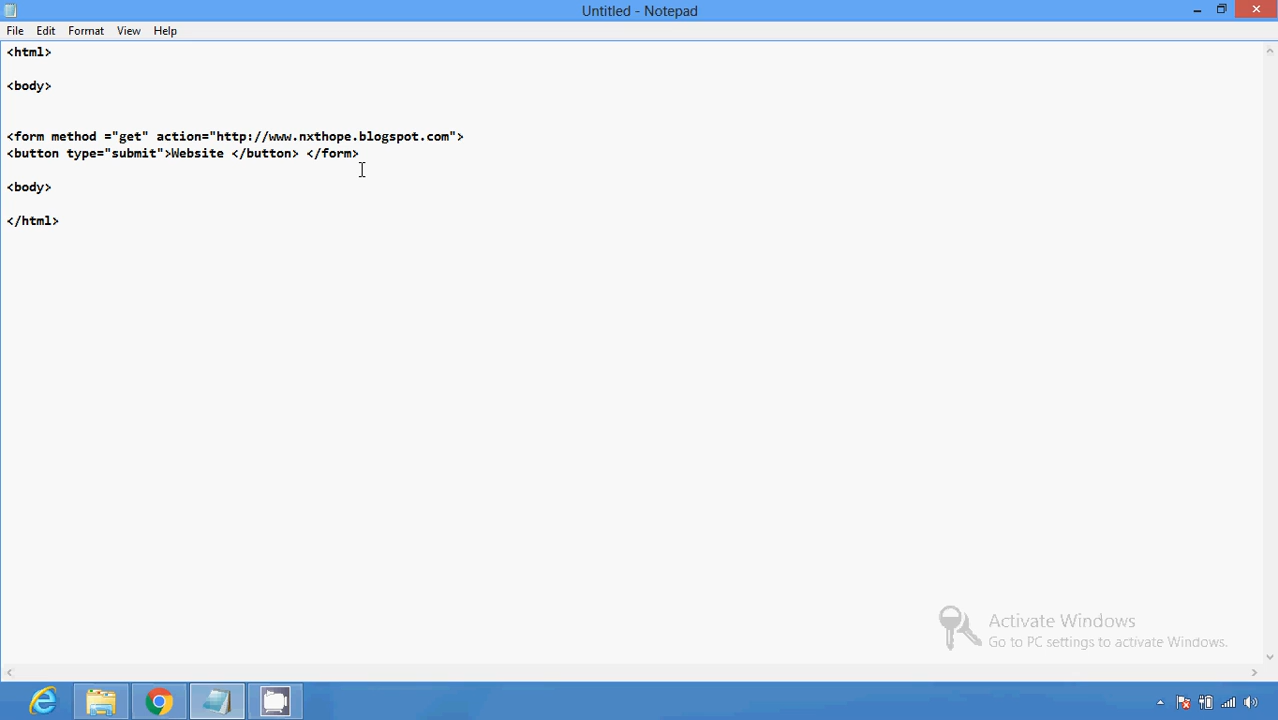 Untitled - Notepad
File Edit Format View Help
<html>
<body>
<form method ="get" action="http://www.nxthope.blogspot.com">
<button type="submit">Website </button> </form>
<body>
</html>
Activate Windows
Go to PC settings to activate Windows.